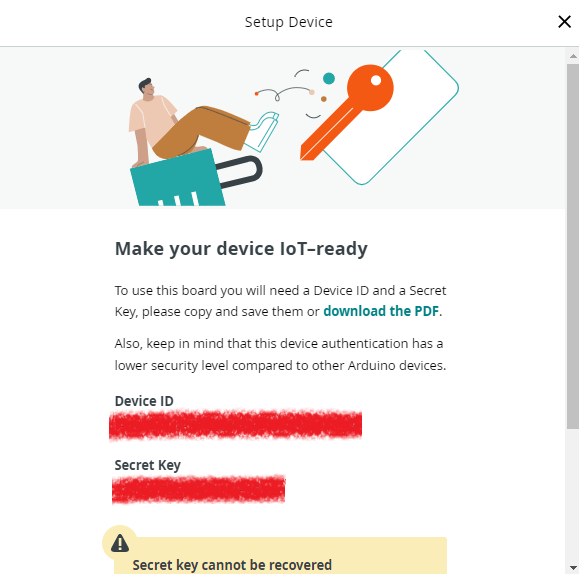 Setup Device
Make your device IoT–ready
To use this board you will need a Device ID and a Secret
Key, please copy and save them or download the PDF.
Also, keep in mind that this device authentication has a
lower security level compared to other Arduino devices.
Device ID
Secret Key
Secret key cannot be recovered